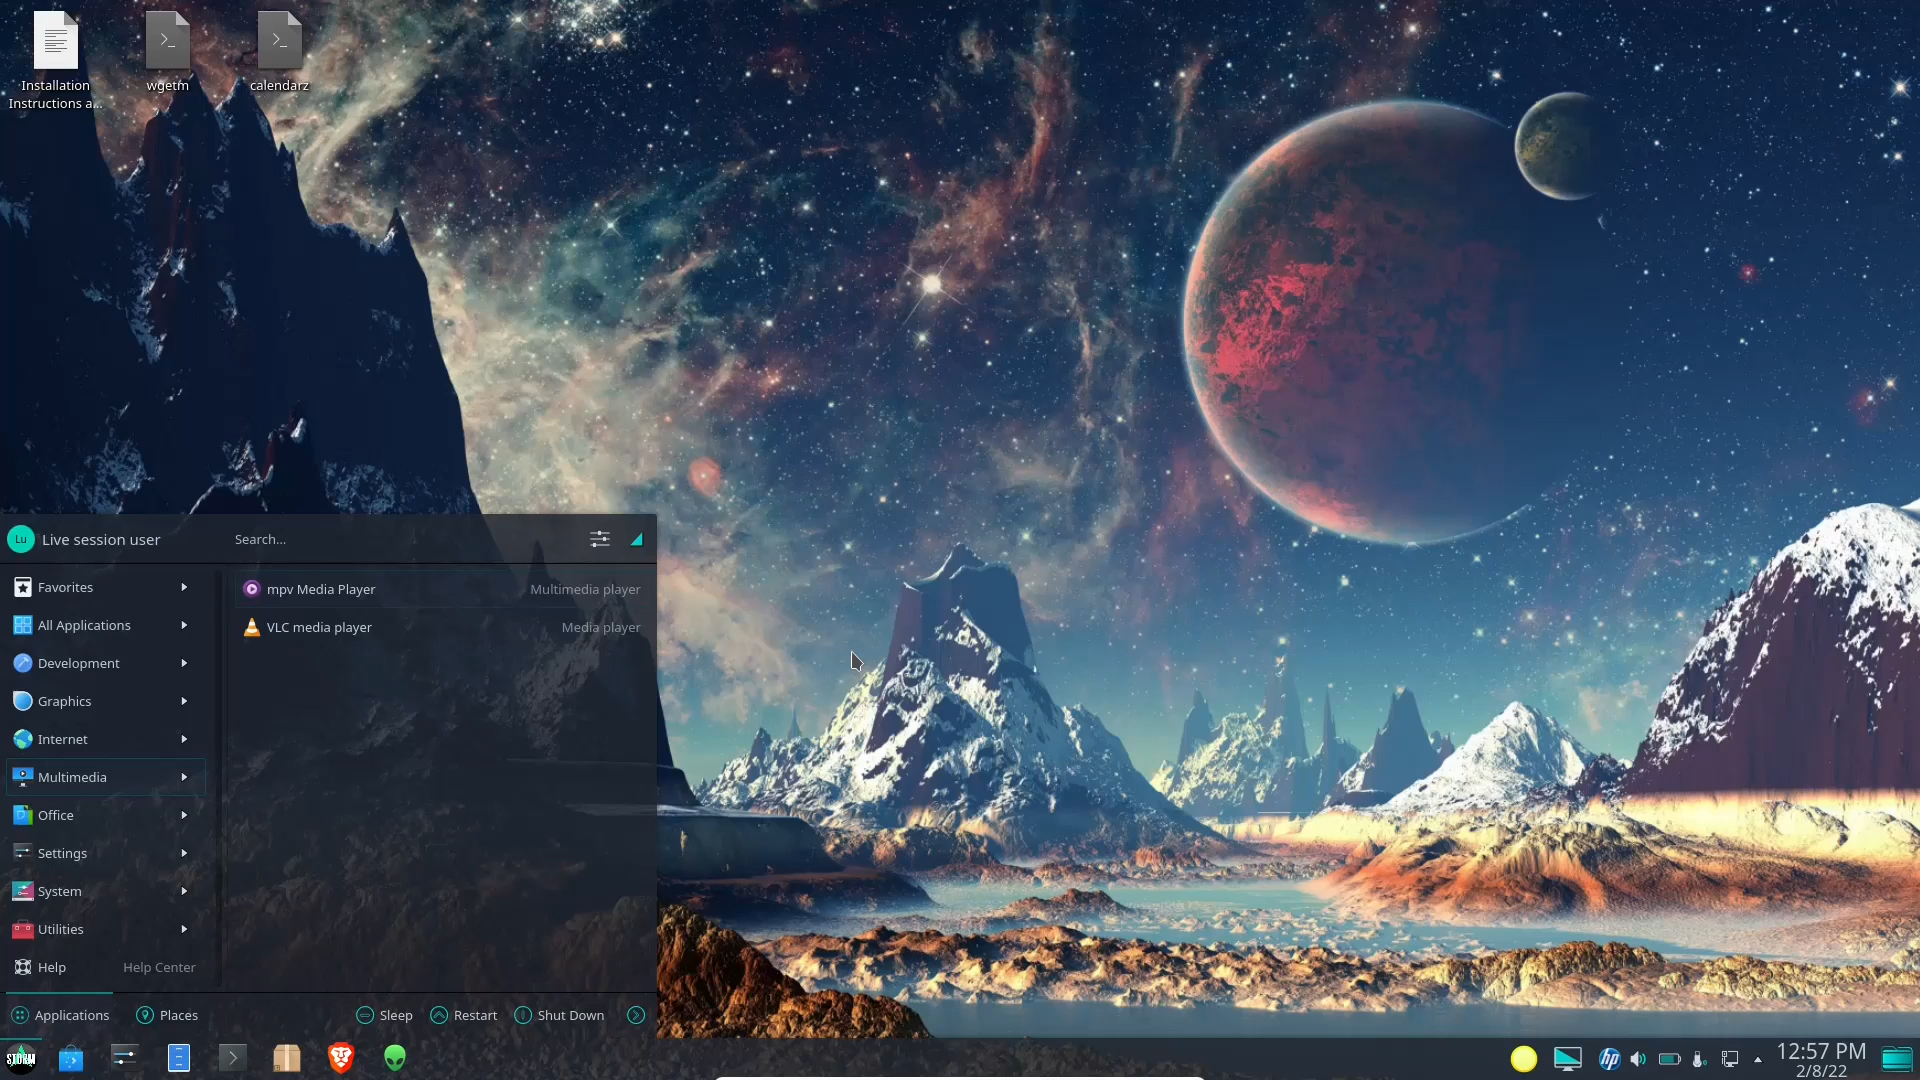 Installation
Instructions a...
wgetm
calendarz
Lu
Live session user
Search...
Favorites
All Applications
Development
Graphics
Internet
Multimedia
Office
Settings
System
Utilities
Help
Help Center
mpv Media Player
Multimedia player
VLC media player
Media player
Applications
Places
Sleep
Restart
Shut Down
STORM
hp
12:57 PM
2/8/22